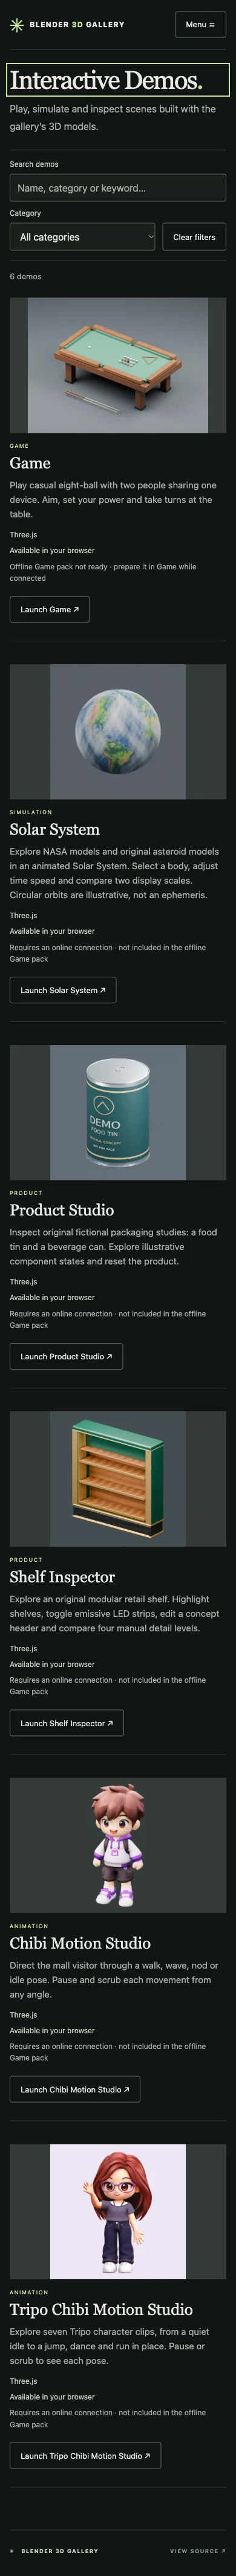 BLENDER 3D GALLERY
Menu ≡
Interactive Demos.
Play, simulate and inspect scenes built with the
gallery's 3D models.
Search demos
Name, category or keyword...
Category
All categories
Clear filters
6 demos
GAME
Game
Play casual eight-ball with two people sharing one
device. Aim, set your power and take turns at the
table.
Three.js
Available in your browser
Offline Game pack not ready · prepare it in Game while
connected
Launch Game ↗
SIMULATION
Solar System
Explore NASA models and original asteroid models
in an animated Solar System. Select a body, adjust
time speed and compare two display scales.
Circular orbits are illustrative, not an ephemeris.
Three.js
Available in your browser
Requires an online connection · not included in the offline
Game pack
Launch Solar System ↗
DEMO
FOOD TIN
PRODUCT
Product Studio
Inspect original fictional packaging studies: a food
tin and a beverage can. Explore illustrative
component states and reset the product.
Three.js
Available in your browser
Requires an online connection · not included in the offline
Game pack
Launch Product Studio ↗
PRODUCT
Shelf Inspector
Explore an original modular retail shelf. Highlight
shelves, toggle emissive LED strips, edit a concept
header and compare four manual detail levels.
Three.js
Available in your browser
Requires an online connection · not included in the offline
Game pack
Launch Shelf Inspector ↗
ANIMATION
Chibi Motion Studio
Direct the mall visitor through a walk, wave, nod or
idle pose. Pause and scrub each movement from
any angle.
Three.js
Available in your browser
Requires an online connection · not included in the offline
Game pack
Launch Chibi Motion Studio ↗
ANIMATION
Tripo Chibi Motion Studio
Explore seven Tripo character clips, from a quiet
idle to a jump, dance and run in place. Pause or
scrub to see each pose.
Three.js
Available in your browser
Requires an online connection · not included in the offline
Game pack
Launch Tripo Chibi Motion Studio ↗
BLENDER 3D GALLERY
VIEW SOURCE ↗